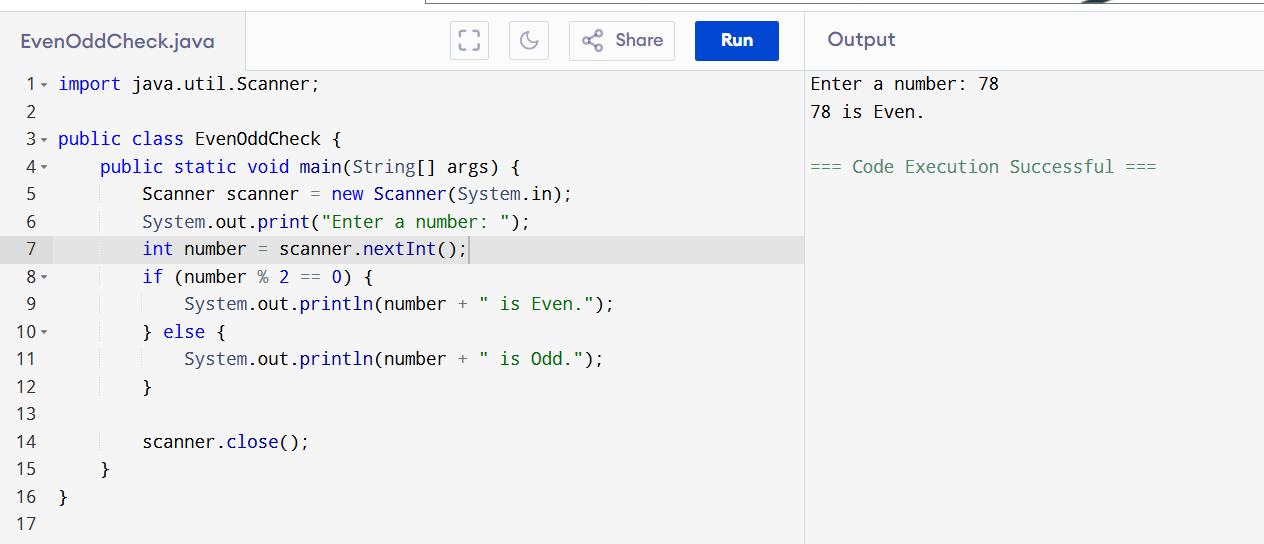 EvenOddCheck.java
Share
Run
Output
1 import java.util.Scanner;
2
3 public class EvenOddCheck {
4     public static void main(String[] args) {
5         Scanner scanner = new Scanner(System.in);
6         System.out.print("Enter a number: ");
7         int number = scanner.nextInt();
8         if (number % 2 == 0) {
9             System.out.println(number + " is Even.");
10         } else {
11             System.out.println(number + " is Odd.");
12         }
13
14         scanner.close();
15     }
16 }
17
Enter a number: 78
78 is Even.
=== Code Execution Successful ===